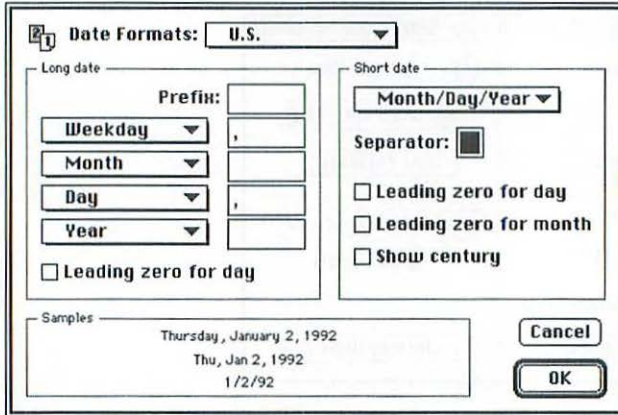 Date Formats: U.S.
Long date
Prefix:
Weekday ,
Month
Day ,
Year
Leading zero for day
Short date
Month/Day/Year
Separator:
Leading zero for day
Leading zero for month
Show century
Samples
Thursday, January 2, 1992
Thu, Jan 2, 1992
1/2/92
Cancel
OK